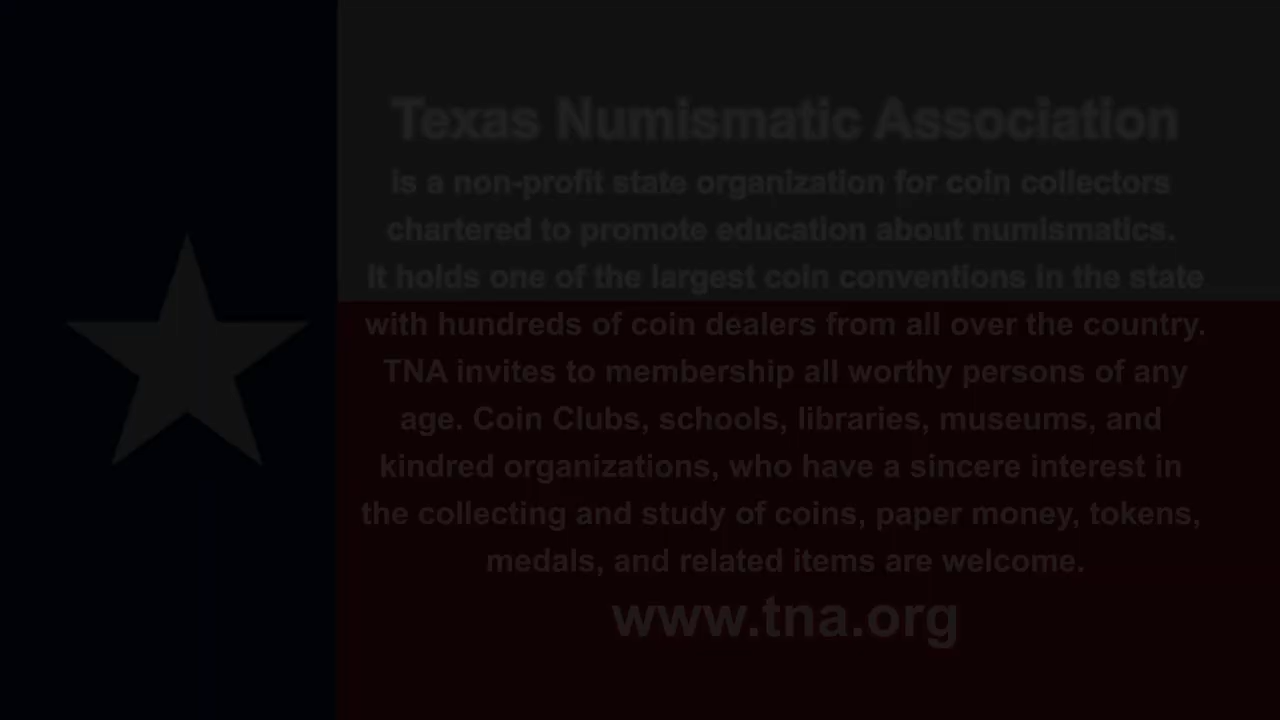 Texas Numismatic Association
is a non-profit state organization for coin collectors
chartered to promote education about numismatics.
It holds one of the largest coin conventions in the state
with hundreds of coin dealers from all over the country.
TNA invites to membership all worthy persons of any
age. Coin Clubs, schools, libraries, museums, and
kindred organizations, who have a sincere interest in
the collecting and study of coins, paper money, tokens,
medals, and related items are welcome.
www.tna.org